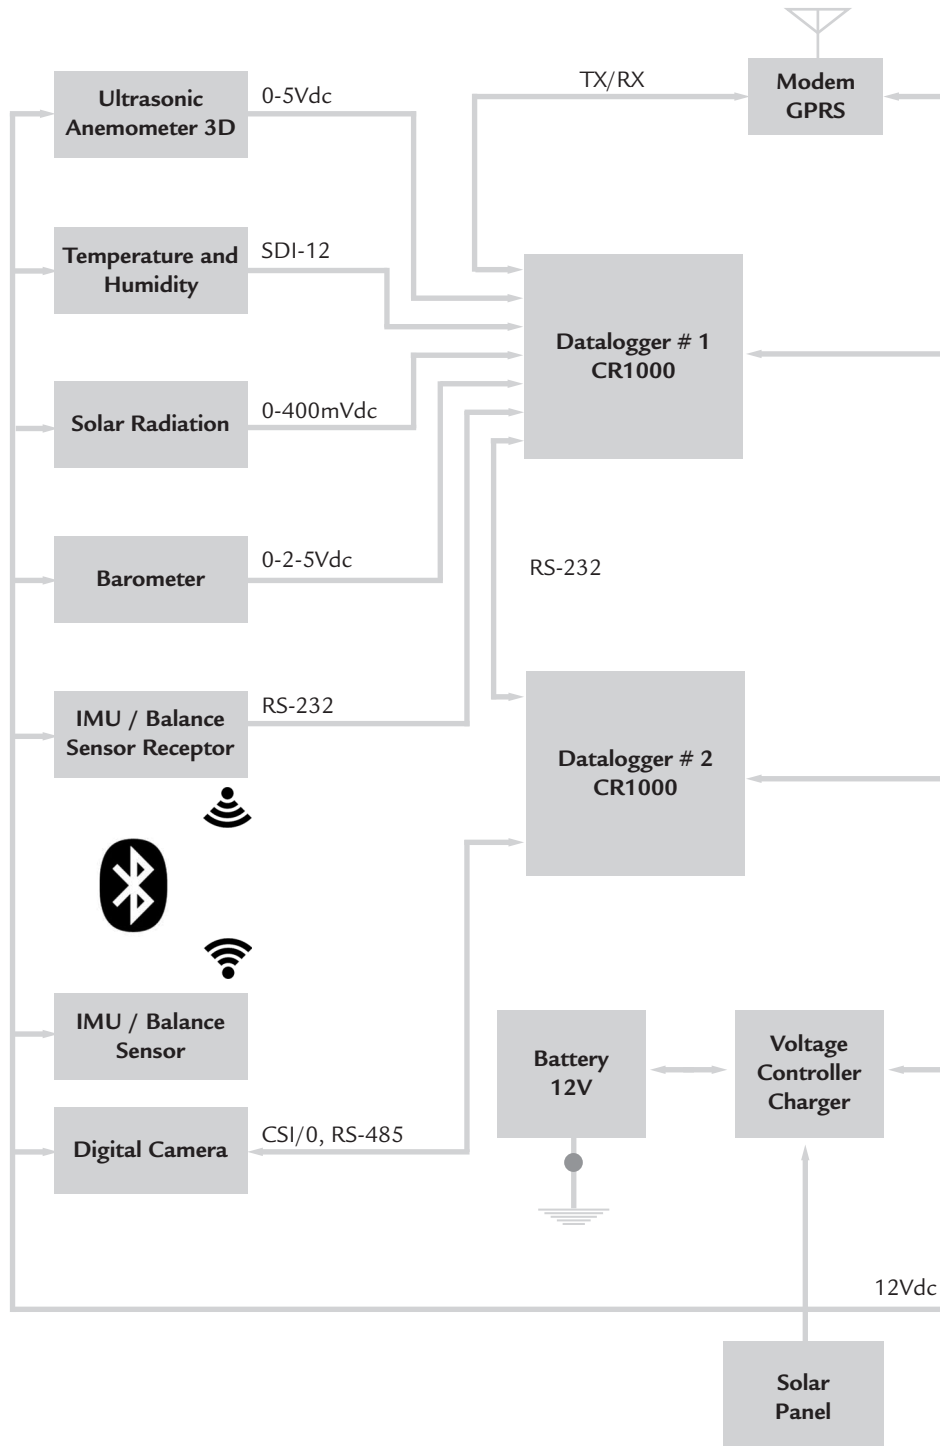 TX/RX
Modem
GPRS
Ultrasonic
Anemometer 3D
0-5Vdc
Temperature and
Humidity
SDI-12
Datalogger # 1
CR1000
Solar Radiation
0-400mVdc
Barometer
0-2-5Vdc
RS-232
IMU / Balance
Sensor Receptor
RS-232
Datalogger # 2
CR1000
IMU / Balance
Sensor
Battery
12V
Voltage
Controller
Charger
Digital Camera
CSI/0, RS-485
12Vdc
Solar
Panel